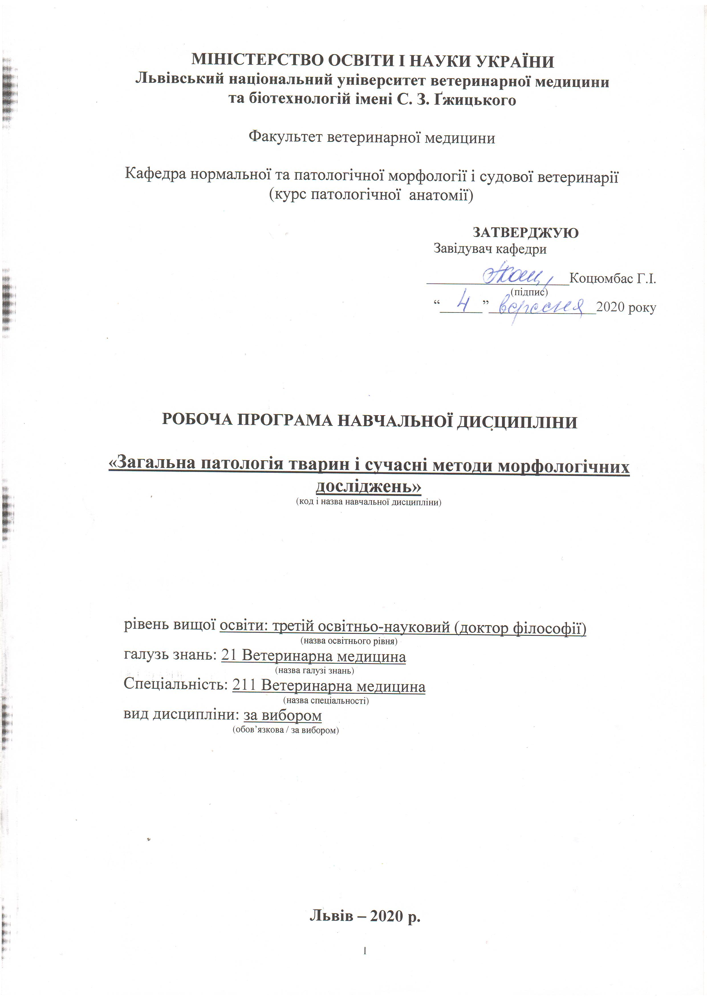 МІНІСТЕРСТВО ОСВІТИ І НАУКИ УКРАЇНИ
Львівський національний університет ветеринарної медицини
та біотехнологій імені С. З. Ґжицького
Факультет ветеринарної медицини
Кафедра нормальної та патологічної морфології і судової ветеринарії
(курс патологічної анатомії)
ЗАТВЕРДЖУЮ
Завідувач кафедри
Коцюмбас Г.І.
(підпис)
“ 4 ” вересня 2020 року
РОБОЧА ПРОГРАМА НАВЧАЛЬНОЇ ДИСЦИПЛІНИ
«Загальна патологія тварин і сучасні методи морфологічних
досліджень»
(код і назва навчальної дисципліни)
рівень вищої освіти: третій освітньо-науковий (доктор філософії)
(назва освітнього рівня)
галузь знань: 21 Ветеринарна медицина
(назва галузі знань)
Спеціальність: 211 Ветеринарна медицина
(назва спеціальності)
вид дисципліни: за вибором
(обов’язкова / за вибором)
Львів – 2020 р.
1